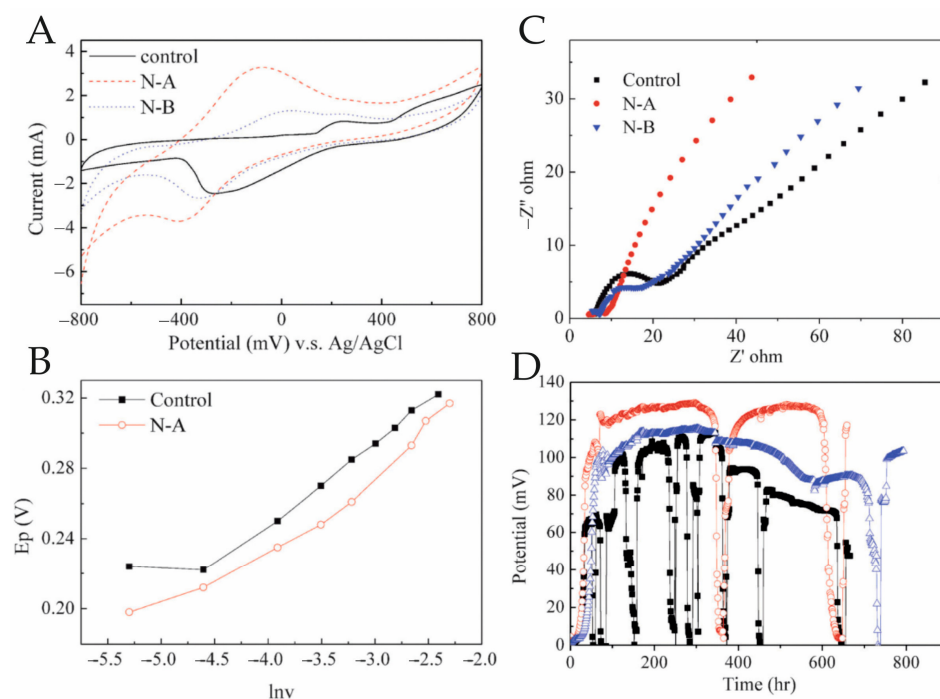 A
control
N-A
N-B
Current (mA)
4
2
0
−2
−4
−6
−800
−400
0
400
800
Potential (mV) v.s. Ag/AgCl
C
Control
N-A
N-B
−Z'' ohm
30
20
10
0
0
20
40
60
80
Z' ohm
B
Control
N-A
Ep (V)
0.32
0.28
0.24
0.20
−5.5
−5.0
−4.5
−4.0
−3.5
−3.0
−2.5
−2.0
lnv
D
Potential (mV)
140
120
100
80
60
40
20
0
0
200
400
600
800
Time (hr)